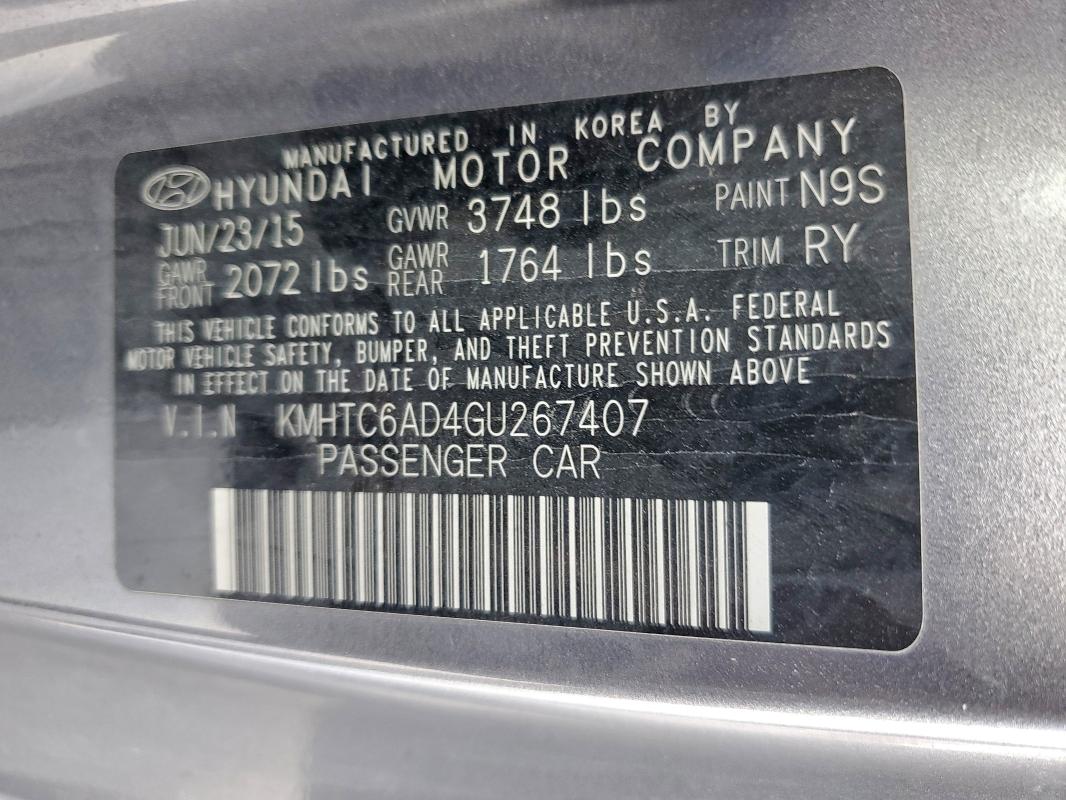 MANUFACTURED IN KOREA BY
HYUNDAI MOTOR COMPANY
JUN/23/15 GVWR 3748 lbs PAINT N9S
GAWR FRONT 2072 lbs GAWR REAR 1764 lbs TRIM RY
THIS VEHICLE CONFORMS TO ALL APPLICABLE U.S.A. FEDERAL
MOTOR VEHICLE SAFETY, BUMPER, AND THEFT PREVENTION STANDARDS
IN EFFECT ON THE DATE OF MANUFACTURE SHOWN ABOVE
V.I.N KMHTC6AD4GU267407
PASSENGER CAR